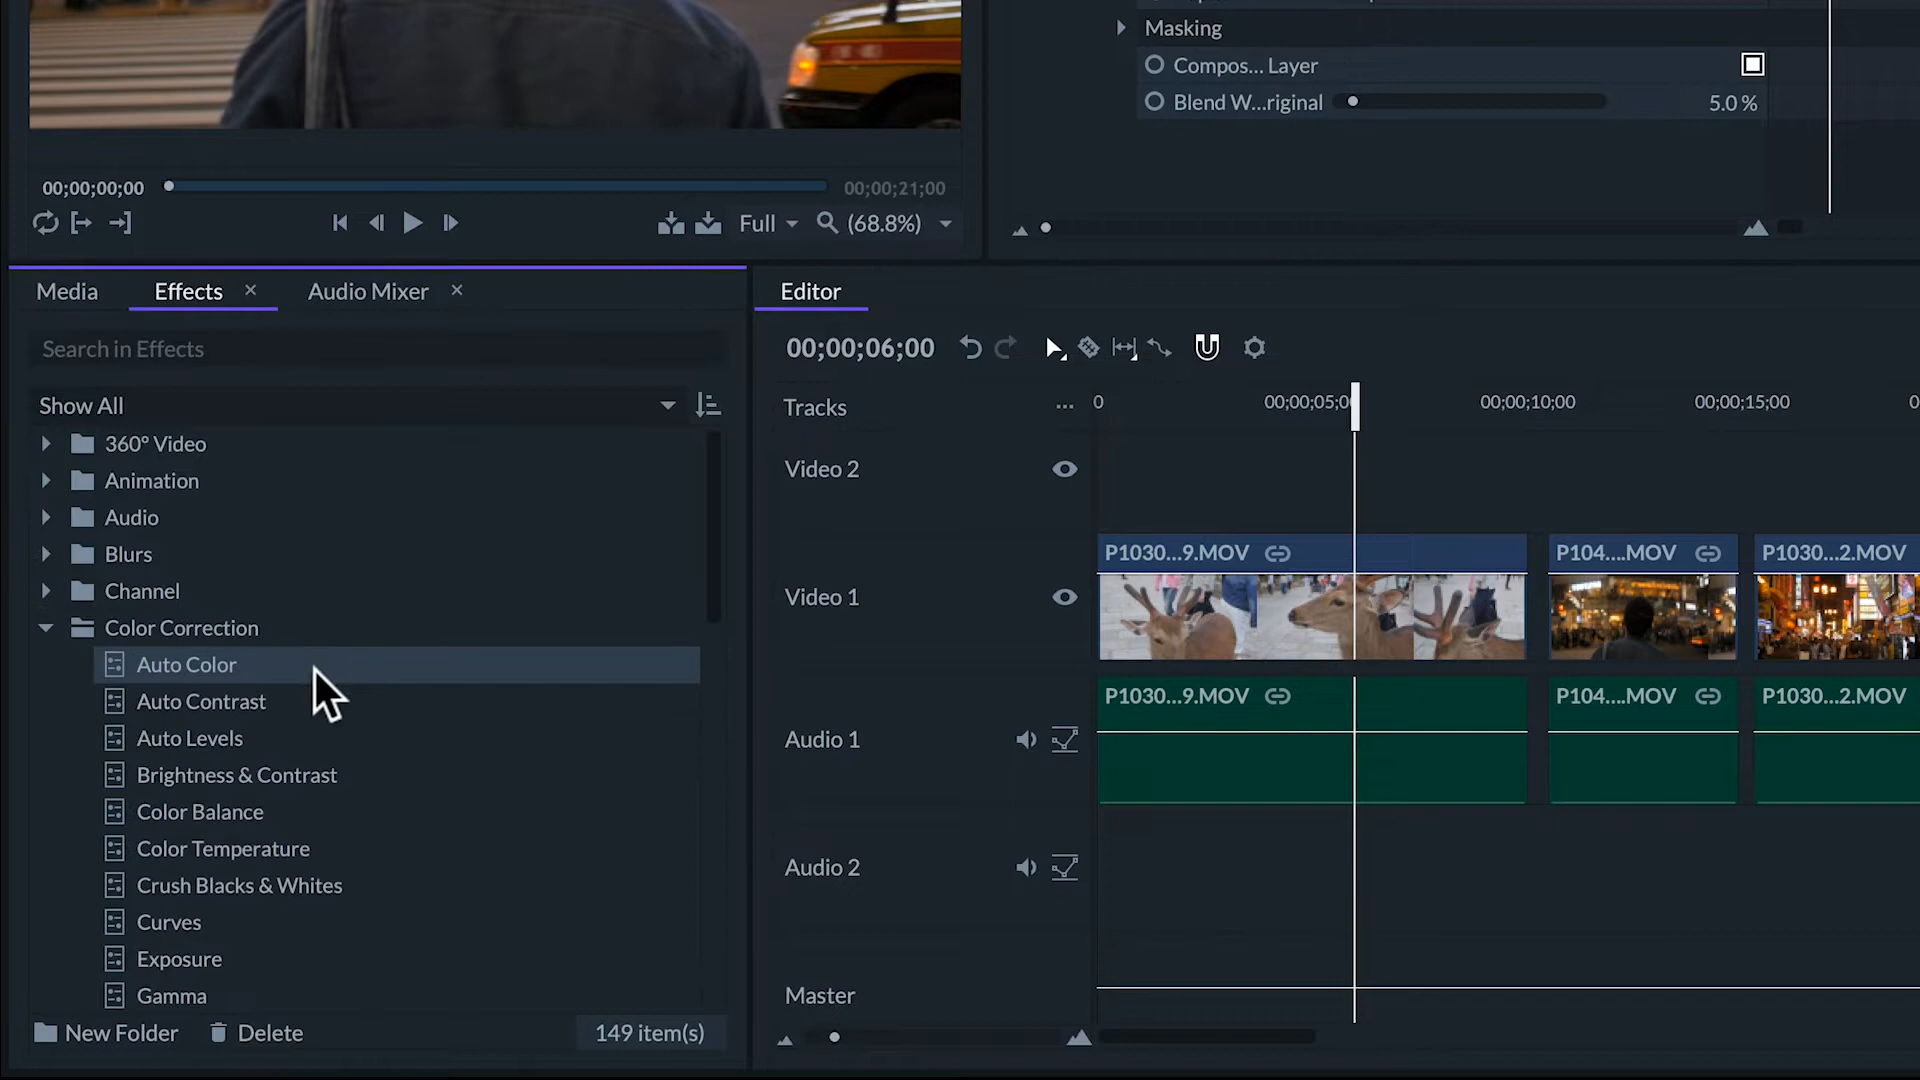 Masking
Compos... Layer
Blend W...riginal 5.0 %
00;00;00;00 00;00;21;00
Full (68.8%)
Media Effects Audio Mixer
Search in Effects
Show All
360º Video
Animation
Audio
Blurs
Channel
Color Correction
Auto Color
Auto Contrast
Auto Levels
Brightness & Contrast
Color Balance
Color Temperature
Crush Blacks & Whites
Curves
Exposure
Gamma
New Folder Delete 149 item(s)
Editor
00;00;06;00
Tracks 0 00;00;05;0 00;00;10;00 00;00;15;00 0
Video 2
P1030...9.MOV P104....MOV P1030...2.MOV
Video 1
P1030...9.MOV P104....MOV P1030...2.MOV
Audio 1
Audio 2
Master